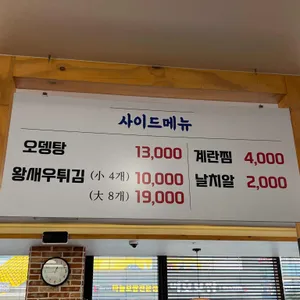 사이드메뉴
오뎅탕 13,000
왕새우튀김 (小 4개) 10,000
(大 8개) 19,000
계란찜 4,000
날치알 2,000